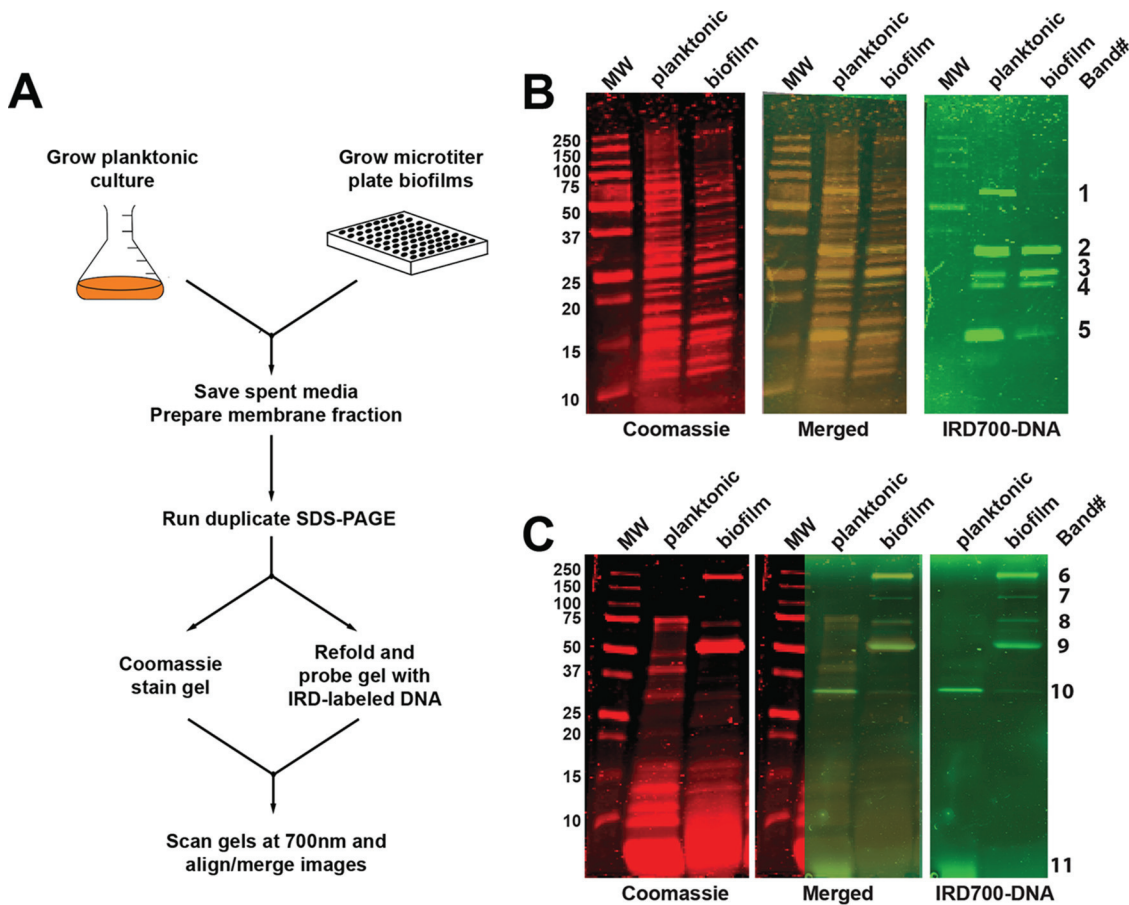 A
Grow planktonic
culture
Grow microtiter
plate biofilms
Save spent media
Prepare membrane fraction
Run duplicate SDS-PAGE
Coomassie
stain gel
Refold and
probe gel with
IRD-labeled DNA
Scan gels at 700nm and
align/merge images
B
MW
planktonic
biofilm
MW
planktonic
biofilm
MW
planktonic
biofilm
Band#
250
150
100
75
50
37
25
20
15
10
1
2
3
4
5
Coomassie
Merged
IRD700-DNA
C
MW
planktonic
biofilm
MW
planktonic
biofilm
planktonic
biofilm
Band#
250
150
100
75
50
37
25
20
15
10
6
7
8
9
10
11
Coomassie
Merged
IRD700-DNA